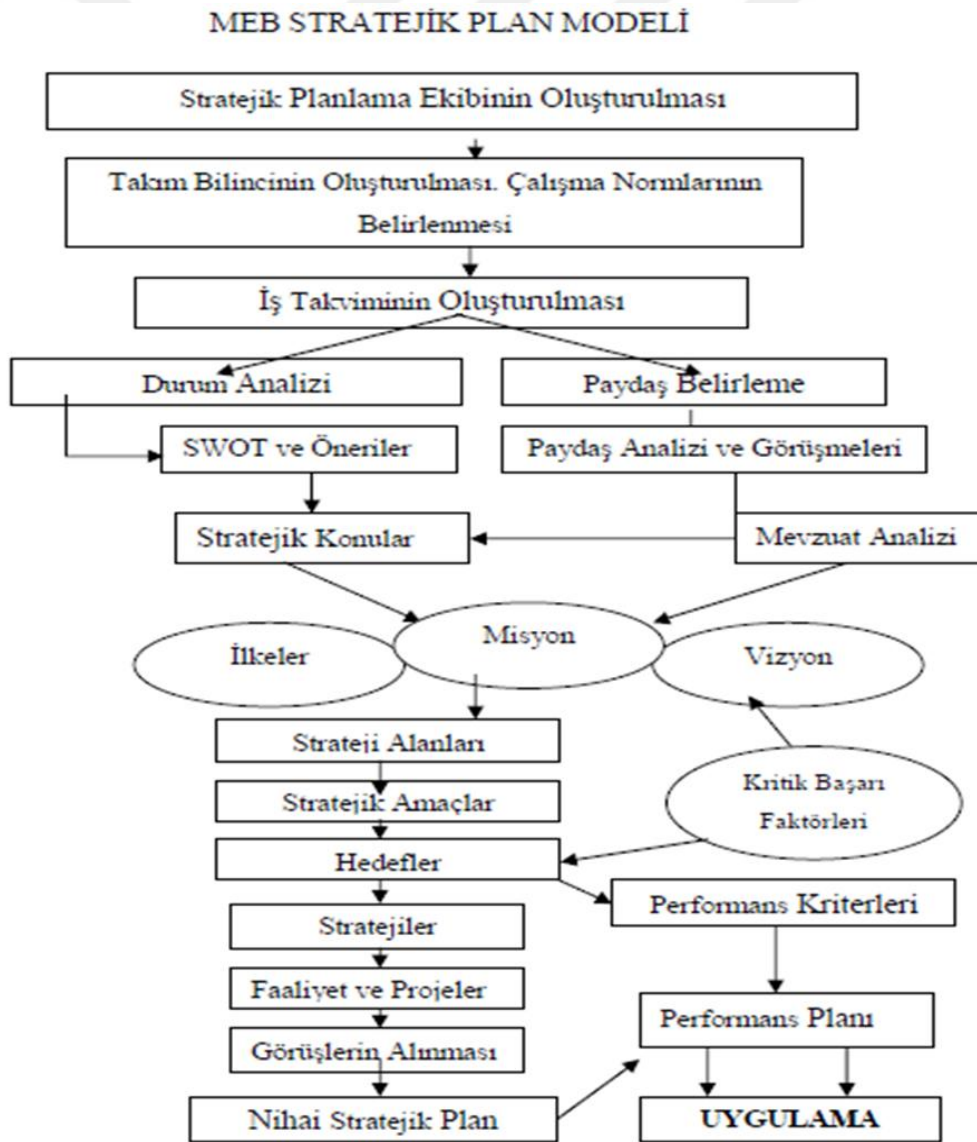 MEB STRATEJİK PLAN MODELİ
Stratejik Planlama Ekibinin Oluşturulması
Takım Bilincinin Oluşturulması. Çalışma Normlarının
Belirlenmesi
İş Takviminin Oluşturulması
Durum Analizi
Paydaş Belirleme
SWOT ve Öneriler
Paydaş Analizi ve Görüşmeleri
Stratejik Konular
Mevzuat Analizi
İlkeler
Misyon
Vizyon
Strateji Alanları
Kritik Başarı
Faktörleri
Stratejik Amaçlar
Hedefler
Performans Kriterleri
Stratejiler
Faaliyet ve Projeler
Performans Planı
Görüşlerin Alınması
Nihai Stratejik Plan
UYGULAMA